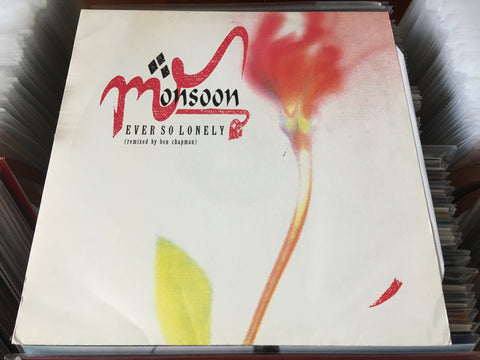 monsoon
EVER SO LONELY
(remixed by ben chapman)